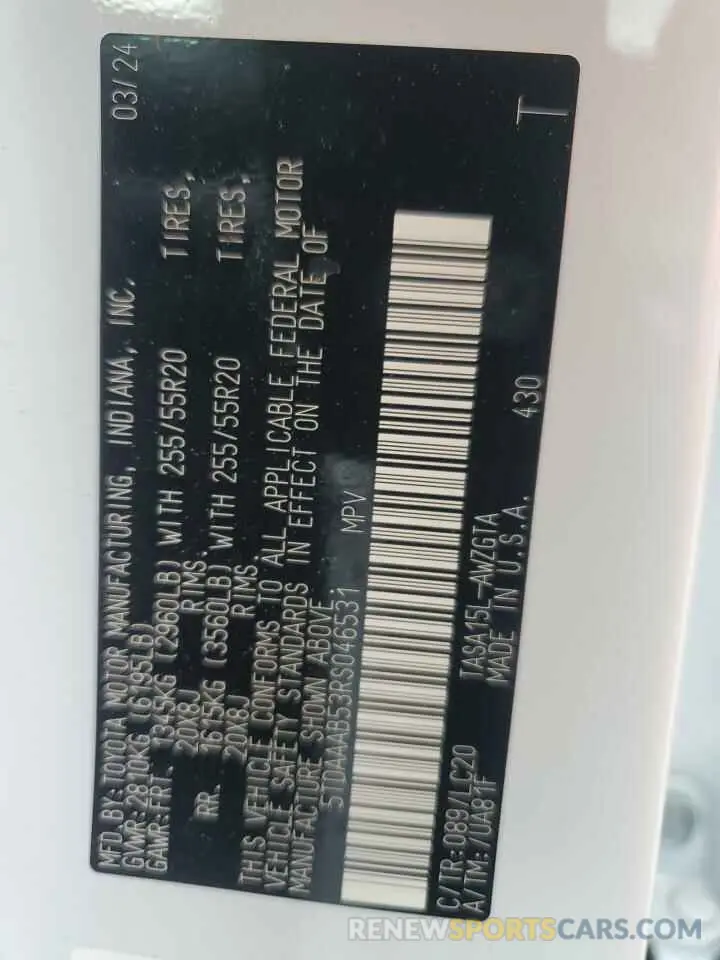 MFD BY: TOYOTA MOTOR MANUFACTURING, INDIANA, INC. 03/24
GVWR: 2810KG (6195LB)
GAWR: FRT. 1345KG (2960LB) WITH 255/55R20 TIRES,
20X8J RIMS.
RR. 1615KG (3560LB) WITH 255/55R20 TIRES,
20X8J RIMS.
THIS VEHICLE CONFORMS TO ALL APPLICABLE FEDERAL MOTOR
VEHICLE SAFETY STANDARDS IN EFFECT ON THE DATE OF
MANUFACTURE SHOWN ABOVE.
5TDAAAB53RS046531 MPV
C/TR: 089/LC20 TASA15L-AWZGTA 430 T
A/TM: /UA81F MADE IN U.S.A.
RENEWSPORTSCARS.COM